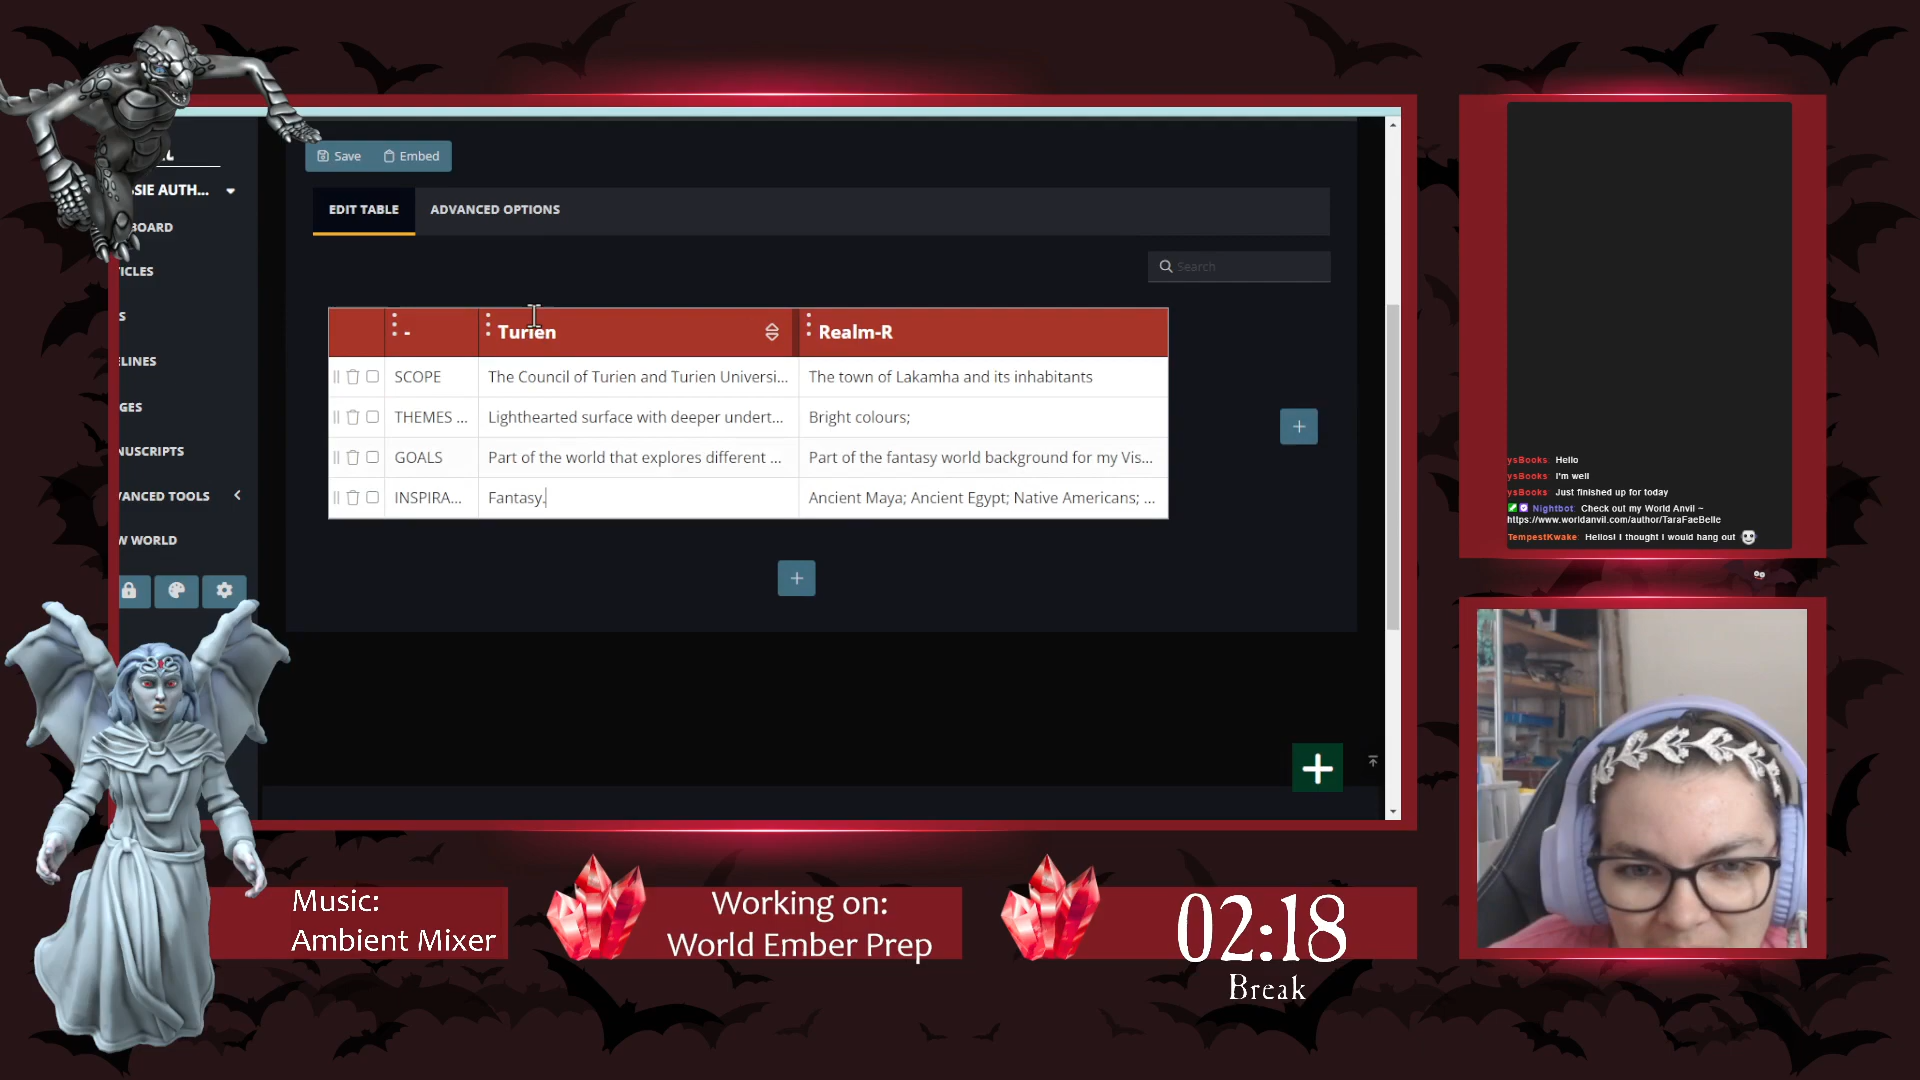 SIE AUTH...
BOARD
ICLES
S
ELINES
GES
NUSCRIPTS
VANCED TOOLS
W WORLD
Save
Embed
EDIT TABLE
ADVANCED OPTIONS
Search
-
Turien
Realm-R
SCOPE
The Council of Turien and Turien Universi...
The town of Lakamha and its inhabitants
THEMES ...
Lighthearted surface with deeper undert...
Bright colours;
GOALS
Part of the world that explores different ...
Part of the fantasy world background for my Vis...
INSPIRA...
Fantasy.
Ancient Maya; Ancient Egypt; Native Americans; ...
ysBooks: Hello
ysBooks: I'm well
ysBooks: Just finished up for today
Nightbot: Check out my World Anvil ~
https://www.worldanvil.com/author/TaraFaeBelle
TempestKwake: Hellos! I thought I would hang out
Music:
Ambient Mixer
Working on:
World Ember Prep
02:18
Break